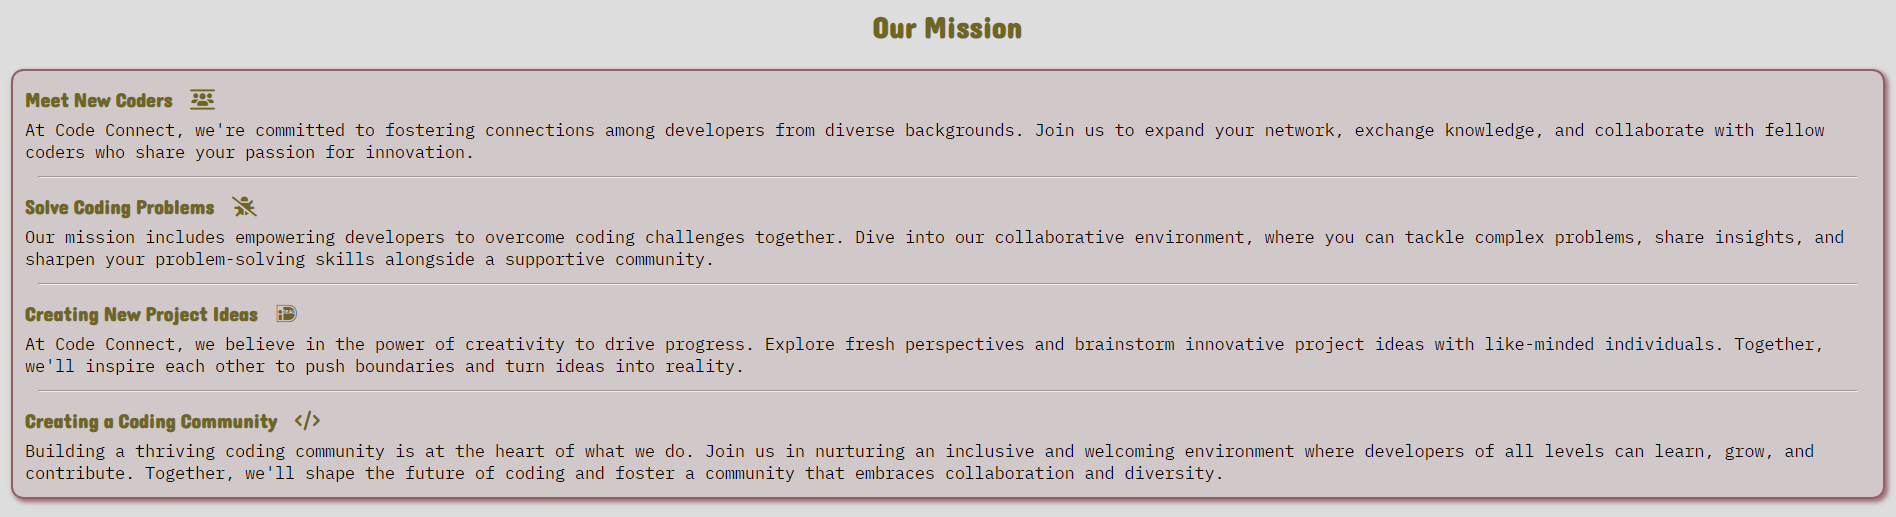 Our Mission
Meet New Coders
At Code Connect, we're committed to fostering connections among developers from diverse backgrounds. Join us to expand your network, exchange knowledge, and collaborate with fellow
coders who share your passion for innovation.
Solve Coding Problems
Our mission includes empowering developers to overcome coding challenges together. Dive into our collaborative environment, where you can tackle complex problems, share insights, and
sharpen your problem-solving skills alongside a supportive community.
Creating New Project Ideas
At Code Connect, we believe in the power of creativity to drive progress. Explore fresh perspectives and brainstorm innovative project ideas with like-minded individuals. Together,
we'll inspire each other to push boundaries and turn ideas into reality.
Creating a Coding Community </>
Building a thriving coding community is at the heart of what we do. Join us in nurturing an inclusive and welcoming environment where developers of all levels can learn, grow, and
contribute. Together, we'll shape the future of coding and foster a community that embraces collaboration and diversity.